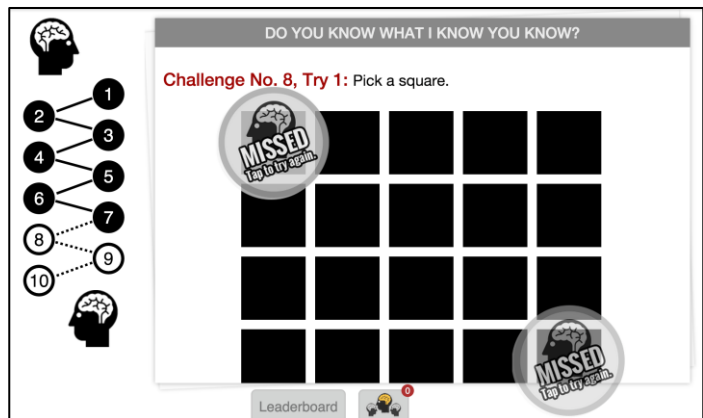 DO YOU KNOW WHAT I KNOW YOU KNOW?
Challenge No. 8, Try 1: Pick a square.
1
2
3
4
5
6
7
8
9
10
MISSED
Tap to try again.
MISSED
Tap to try again.
Leaderboard
0